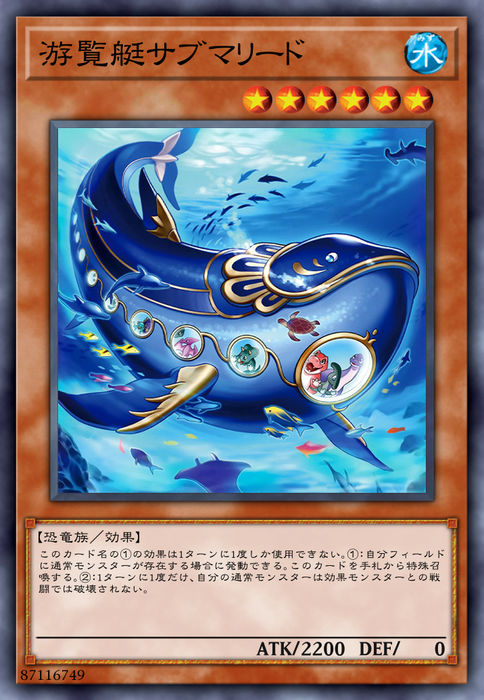 游覧艇サブマリード
水
【恐竜族／効果】
このカード名の①の効果は1ターンに1度しか使用できない。①:自分フィールド
に通常モンスターが存在する場合に発動できる。このカードを手札から特殊召
喚する。②:1ターンに1度だけ、自分の通常モンスターは効果モンスターとの戦
闘では破壊されない。
ATK/2200 DEF/ 0
87116749